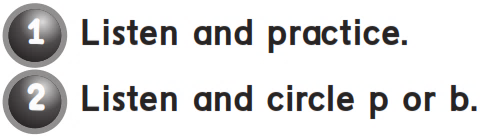 1 Listen and practice.
2 Listen and circle p or b.